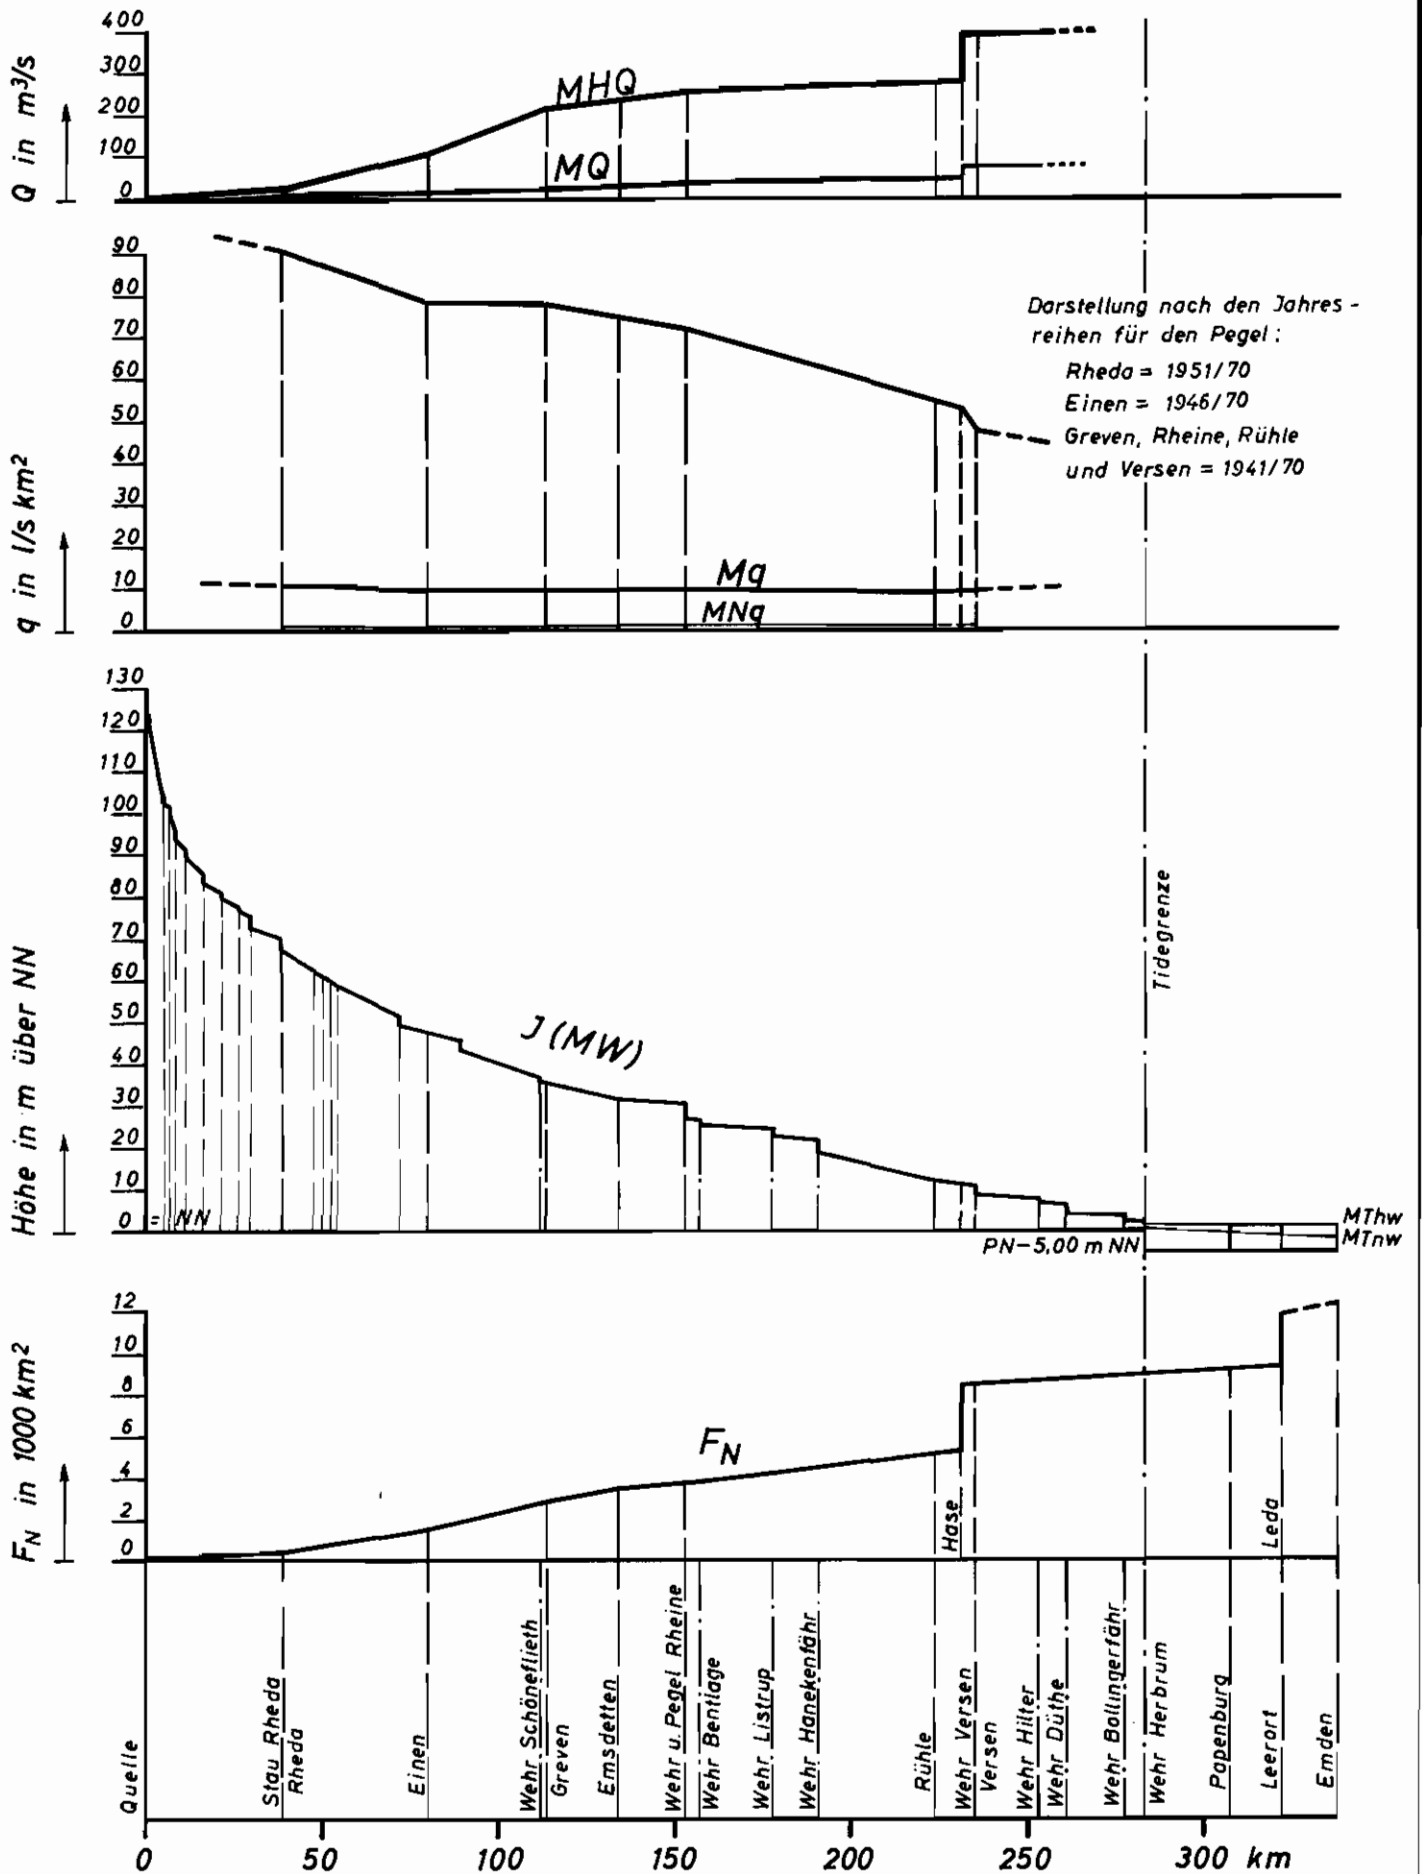 Q in m³/s
400
300
200
100
0
MHQ
MQ
q in l/s km²
90
80
70
60
50
40
30
20
10
0
Mq
MNq
Darstellung nach den Jahres-
reihen für den Pegel:
Rheda = 1951/70
Einen = 1946/70
Greven, Rheine, Rühle
und Versen = 1941/70
Höhe in m über NN
130
120
110
100
90
80
70
60
50
40
30
20
10
0 = NN
J (MW)
Tidegrenze
PN-5,00 m NN
MThw
MTnw
F_N in 1000 km²
12
10
8
6
4
2
0
F_N
Hase
Leda
Quelle
Stau Rheda
Rheda
Einen
Wehr Schöneflieth
Greven
Emsdetten
Wehr u. Pegel Rheine
Wehr Bentlage
Wehr Listrup
Wehr Hanekenfähr
Rühle
Wehr Versen
Versen
Wehr Hilter
Wehr Düthe
Wehr Bollingerfähr
Wehr Herbrum
Papenburg
Leerort
Emden
0 50 100 150 200 250 300 km